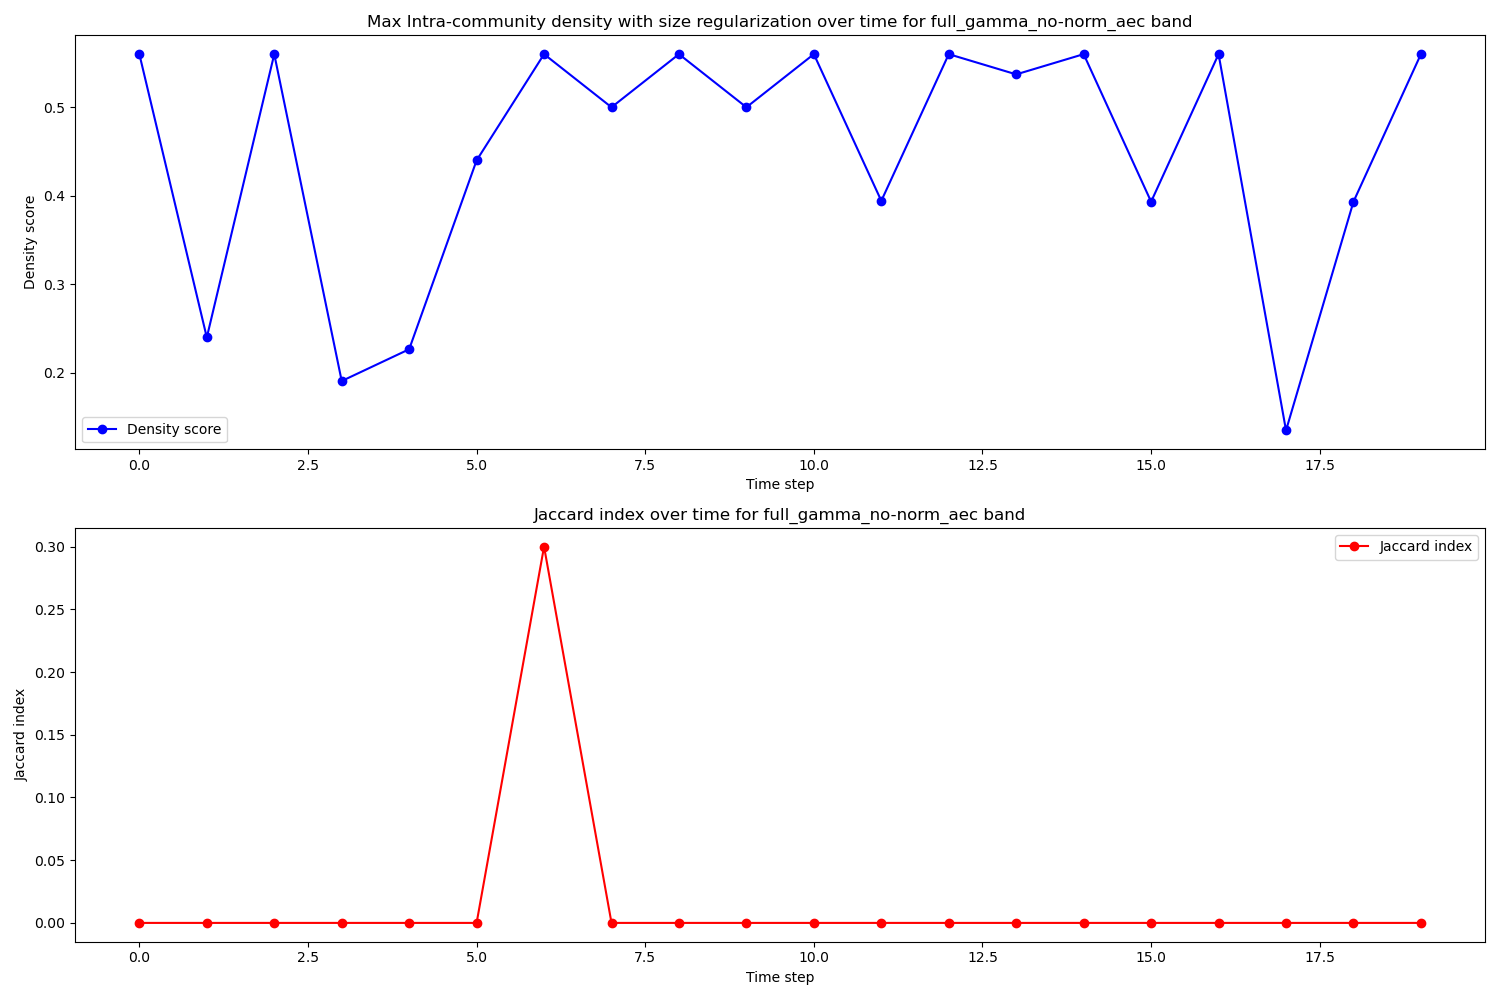 Max Intra-community density with size regularization over time for full_gamma_no-norm_aec band
Density score
0.5
0.4
0.3
0.2
Density score
0.0 2.5 5.0 7.5 10.0 12.5 15.0 17.5
Time step
Jaccard index over time for full_gamma_no-norm_aec band
Jaccard index
0.30
0.25
0.20
0.15
0.10
0.05
0.00
Jaccard index
0.0 2.5 5.0 7.5 10.0 12.5 15.0 17.5
Time step